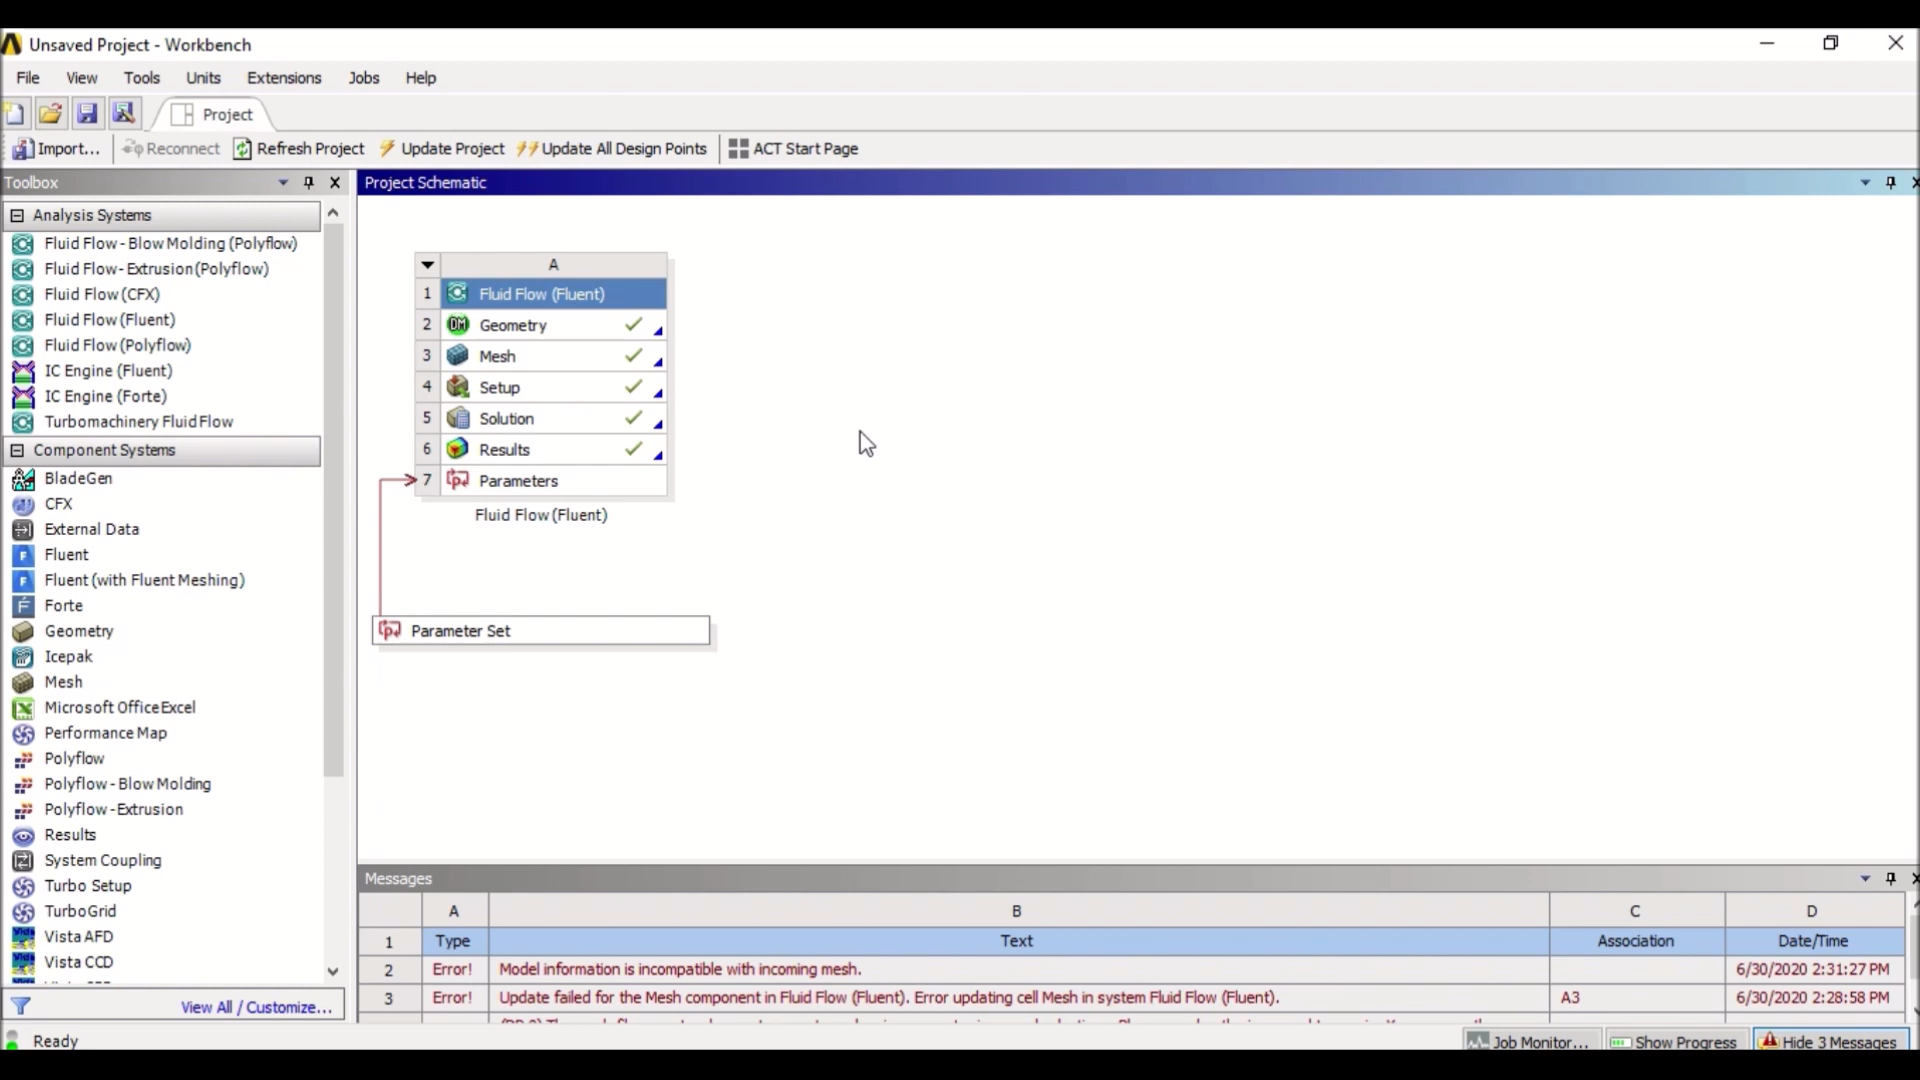 Unsaved Project - Workbench
File View Tools Units Extensions Jobs Help
Project
Import... Reconnect Refresh Project Update Project Update All Design Points ACT Start Page
Toolbox
Analysis Systems
Fluid Flow - Blow Molding (Polyflow)
Fluid Flow- Extrusion (Polyflow)
Fluid Flow (CFX)
Fluid Flow (Fluent)
Fluid Flow (Polyflow)
IC Engine (Fluent)
IC Engine (Forte)
Turbomachinery Fluid Flow
Component Systems
BladeGen
CFX
External Data
Fluent
Fluent (with Fluent Meshing)
Forte
Geometry
Icepak
Mesh
Microsoft Office Excel
Performance Map
Polyflow
Polyflow - Blow Molding
Polyflow - Extrusion
Results
System Coupling
Turbo Setup
TurboGrid
Vista AFD
Vista CCD
View All / Customize...
Project Schematic
A
1 Fluid Flow (Fluent)
2 Geometry
3 Mesh
4 Setup
5 Solution
6 Results
7 Parameters
Fluid Flow (Fluent)
Parameter Set
Messages
A B C D
1 Type Text Association Date/Time
2 Error! Model information is incompatible with incoming mesh. 6/30/2020 2:31:27 PM
3 Error! Update failed for the Mesh component in Fluid Flow (Fluent). Error updating cell Mesh in system Fluid Flow (Fluent). A3 6/30/2020 2:28:58 PM
Ready Job Monitor... Show Progress Hide 3 Messages